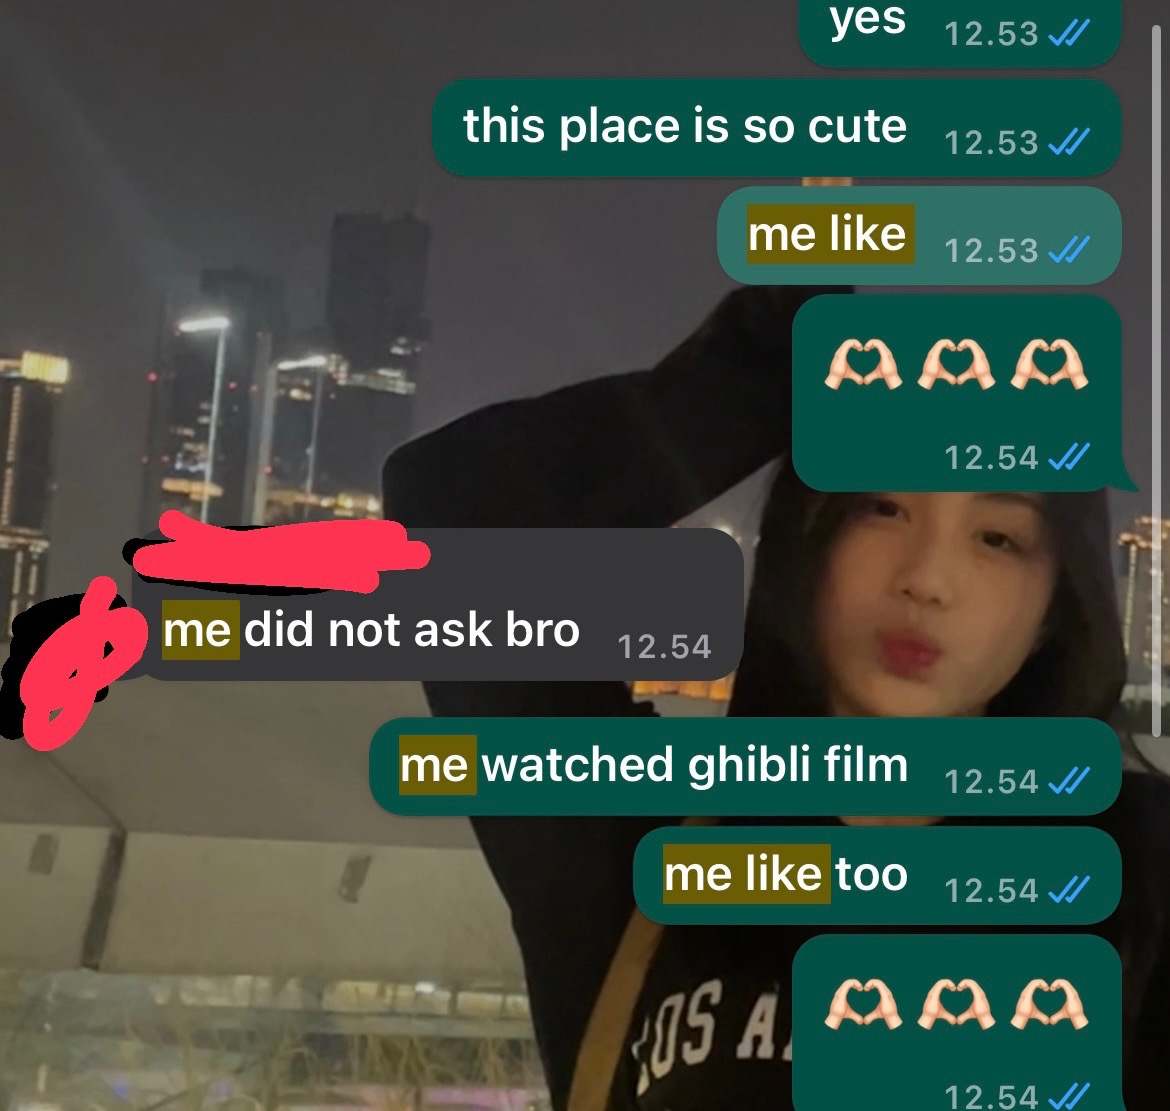 yes 12.53
this place is so cute 12.53
me like 12.53
🫶🏻🫶🏻🫶🏻
12.54
me did not ask bro 12.54
me watched ghibli film 12.54
me like too 12.54
🫶🏻🫶🏻🫶🏻
12.54
LOS A